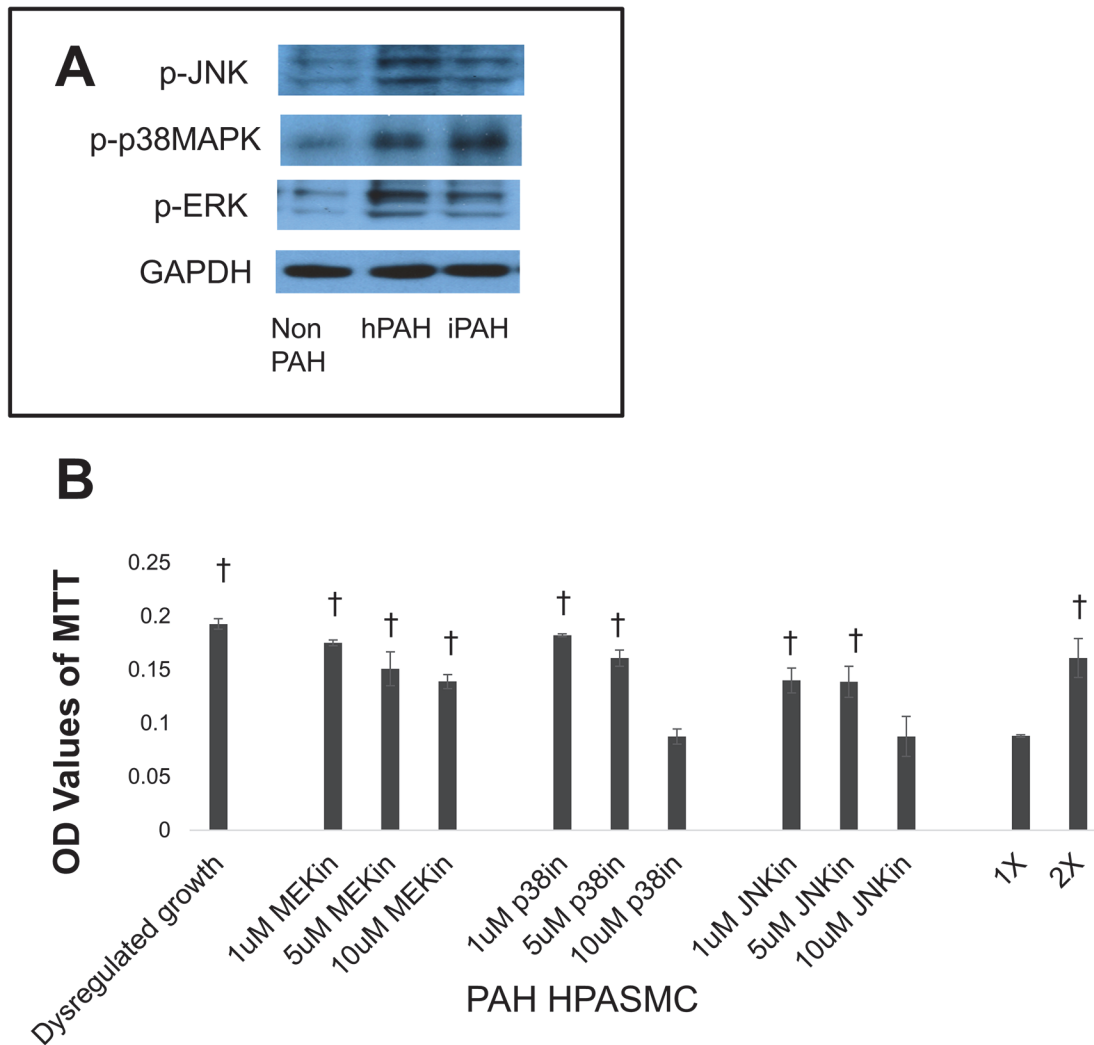 A
p-JNK
p-p38MAPK
p-ERK
GAPDH
Non
PAH
hPAH
iPAH
B
OD Values of MTT
0.25
0.2
0.15
0.1
0.05
0
†
†
†
†
†
†
†
†
†
Dysregulated growth
1uM MEKin
5uM MEKin
10uM MEKin
1uM p38in
5uM p38in
10uM p38in
1uM JNKin
5uM JNKin
10uM JNKin
1X
2X
PAH HPASMC